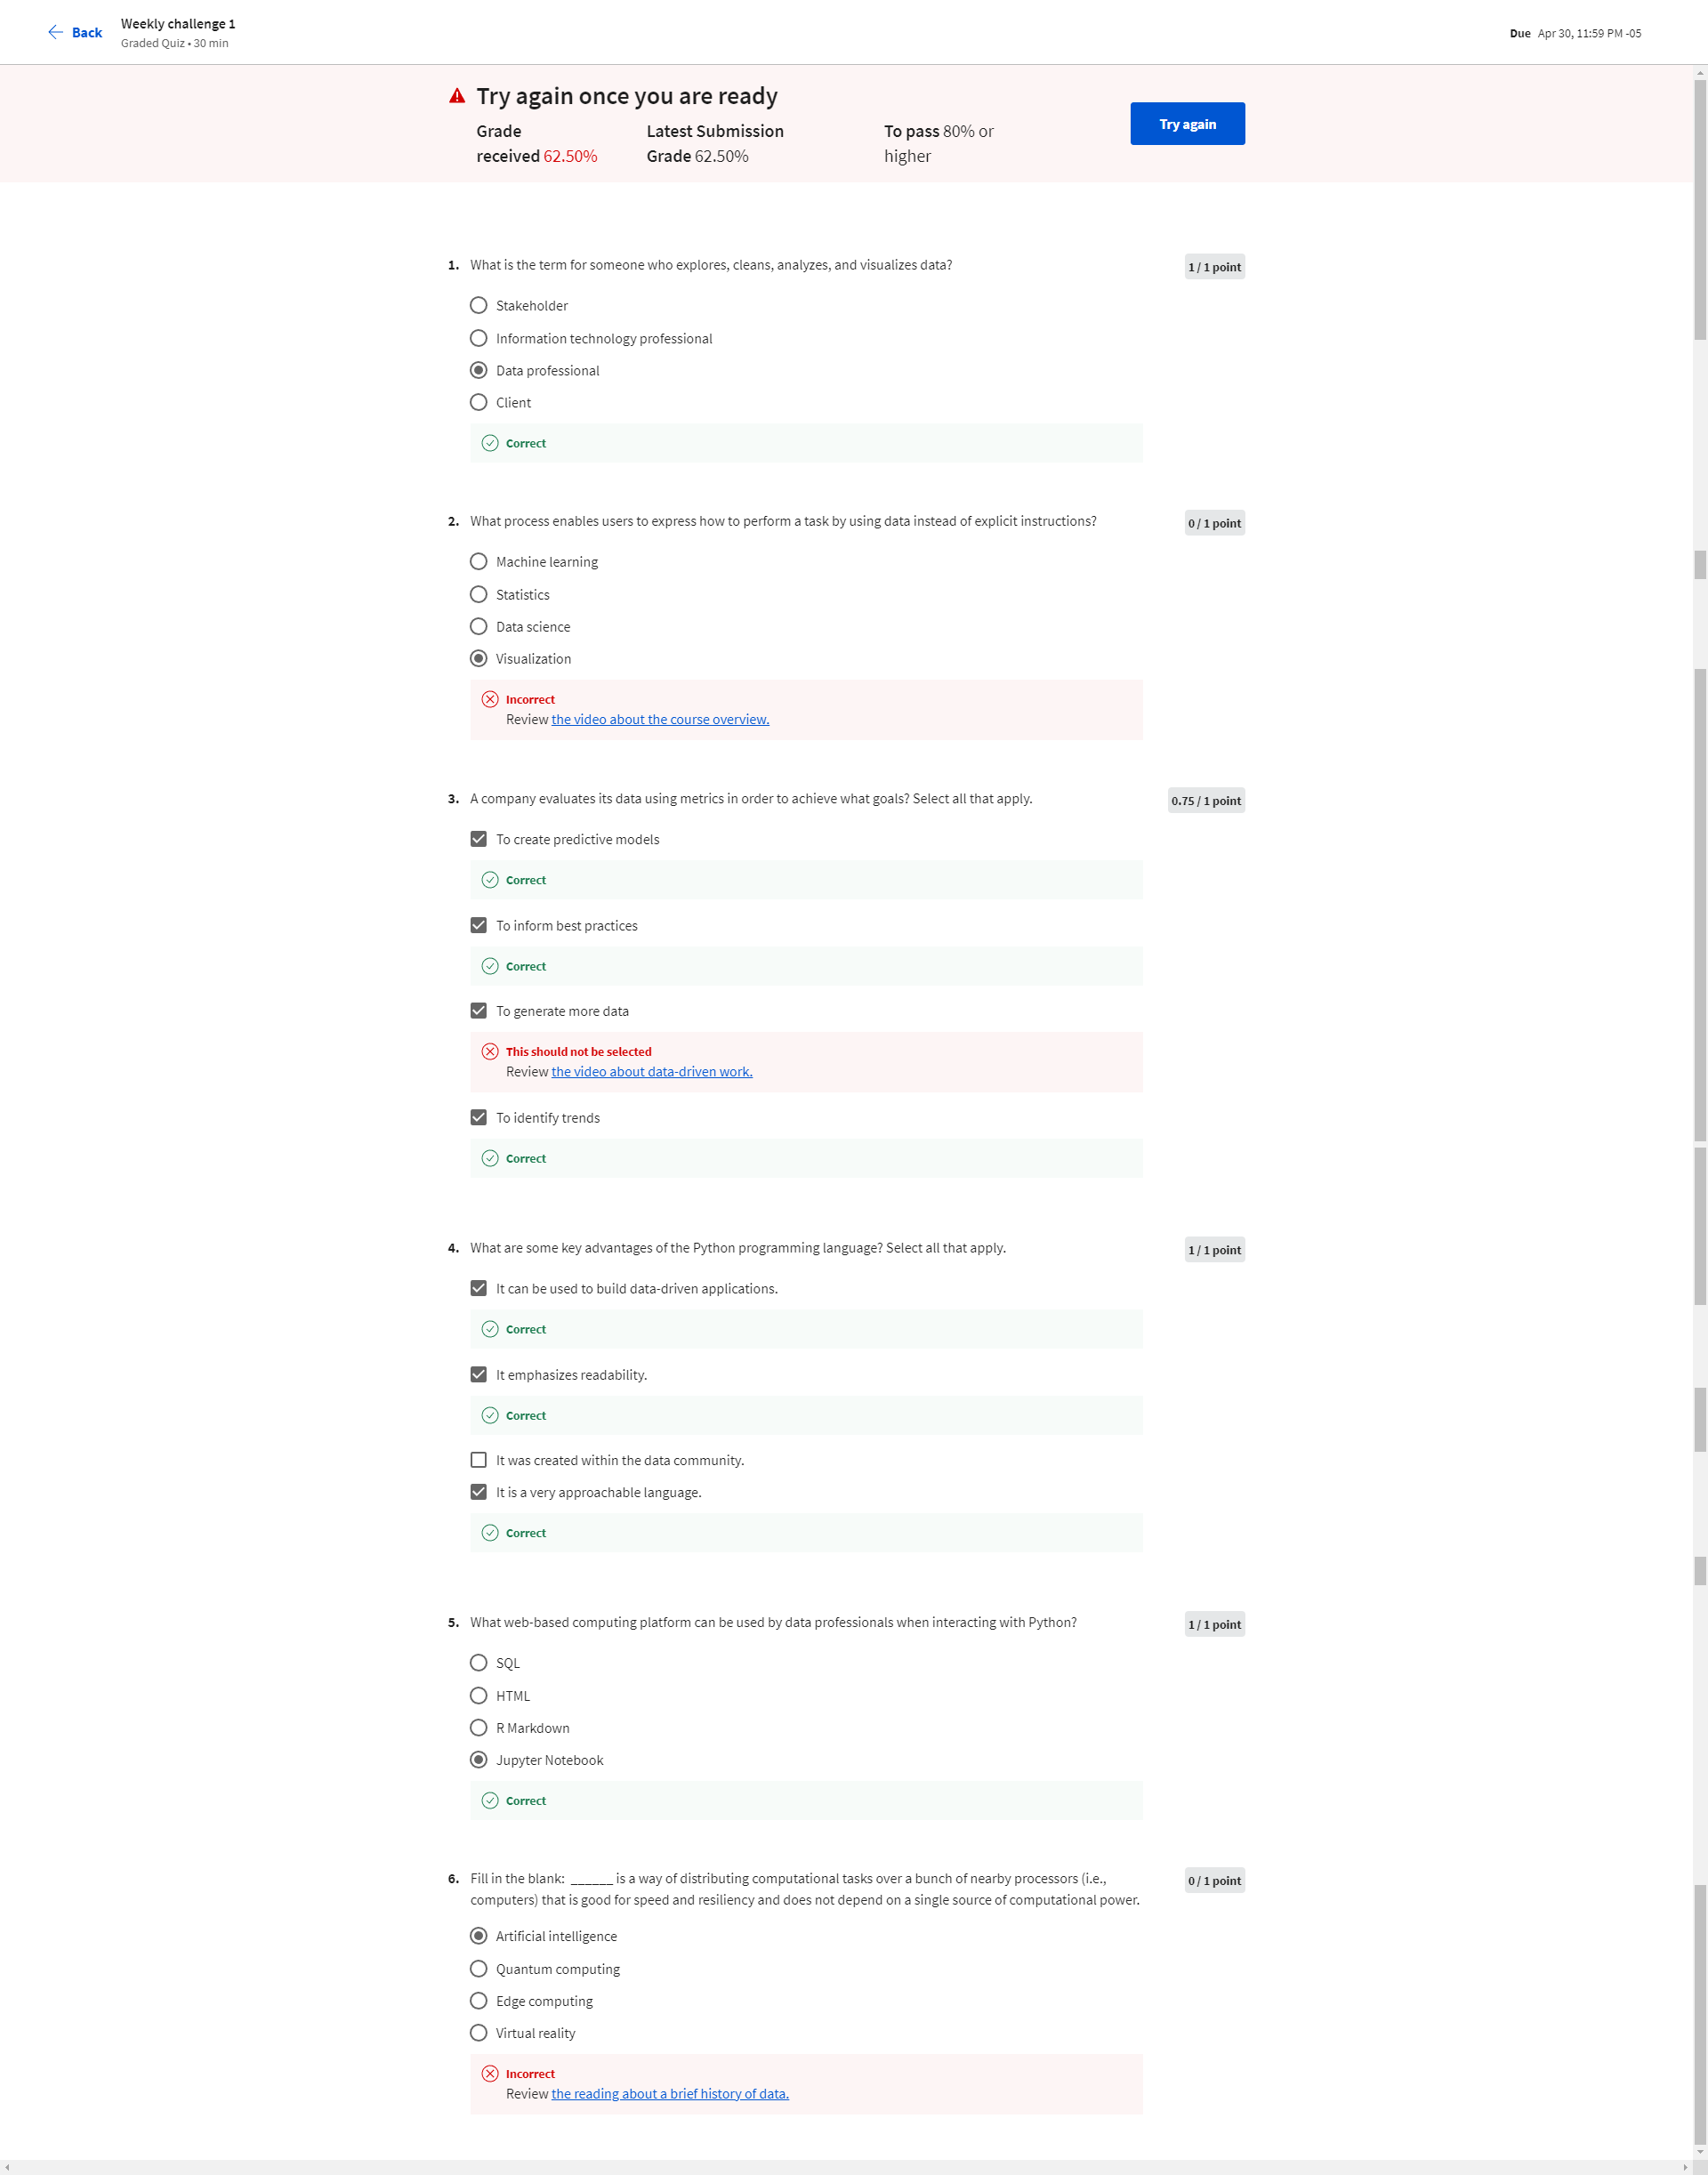 Back
Weekly challenge 1
Graded Quiz • 30 min
Due Apr 30, 11:59 PM -05
Try again once you are ready
Grade
received 62.50%
Latest Submission
Grade 62.50%
To pass 80% or
higher
Try again
1. What is the term for someone who explores, cleans, analyzes, and visualizes data?
1 / 1 point
Stakeholder
Information technology professional
Data professional
Client
Correct
2. What process enables users to express how to perform a task by using data instead of explicit instructions?
0 / 1 point
Machine learning
Statistics
Data science
Visualization
Incorrect
Review the video about the course overview.
3. A company evaluates its data using metrics in order to achieve what goals? Select all that apply.
0.75 / 1 point
To create predictive models
Correct
To inform best practices
Correct
To generate more data
This should not be selected
Review the video about data-driven work.
To identify trends
Correct
4. What are some key advantages of the Python programming language? Select all that apply.
1 / 1 point
It can be used to build data-driven applications.
Correct
It emphasizes readability.
Correct
It was created within the data community.
It is a very approachable language.
Correct
5. What web-based computing platform can be used by data professionals when interacting with Python?
1 / 1 point
SQL
HTML
R Markdown
Jupyter Notebook
Correct
6. Fill in the blank: ______ is a way of distributing computational tasks over a bunch of nearby processors (i.e.,
computers) that is good for speed and resiliency and does not depend on a single source of computational power.
0 / 1 point
Artificial intelligence
Quantum computing
Edge computing
Virtual reality
Incorrect
Review the reading about a brief history of data.